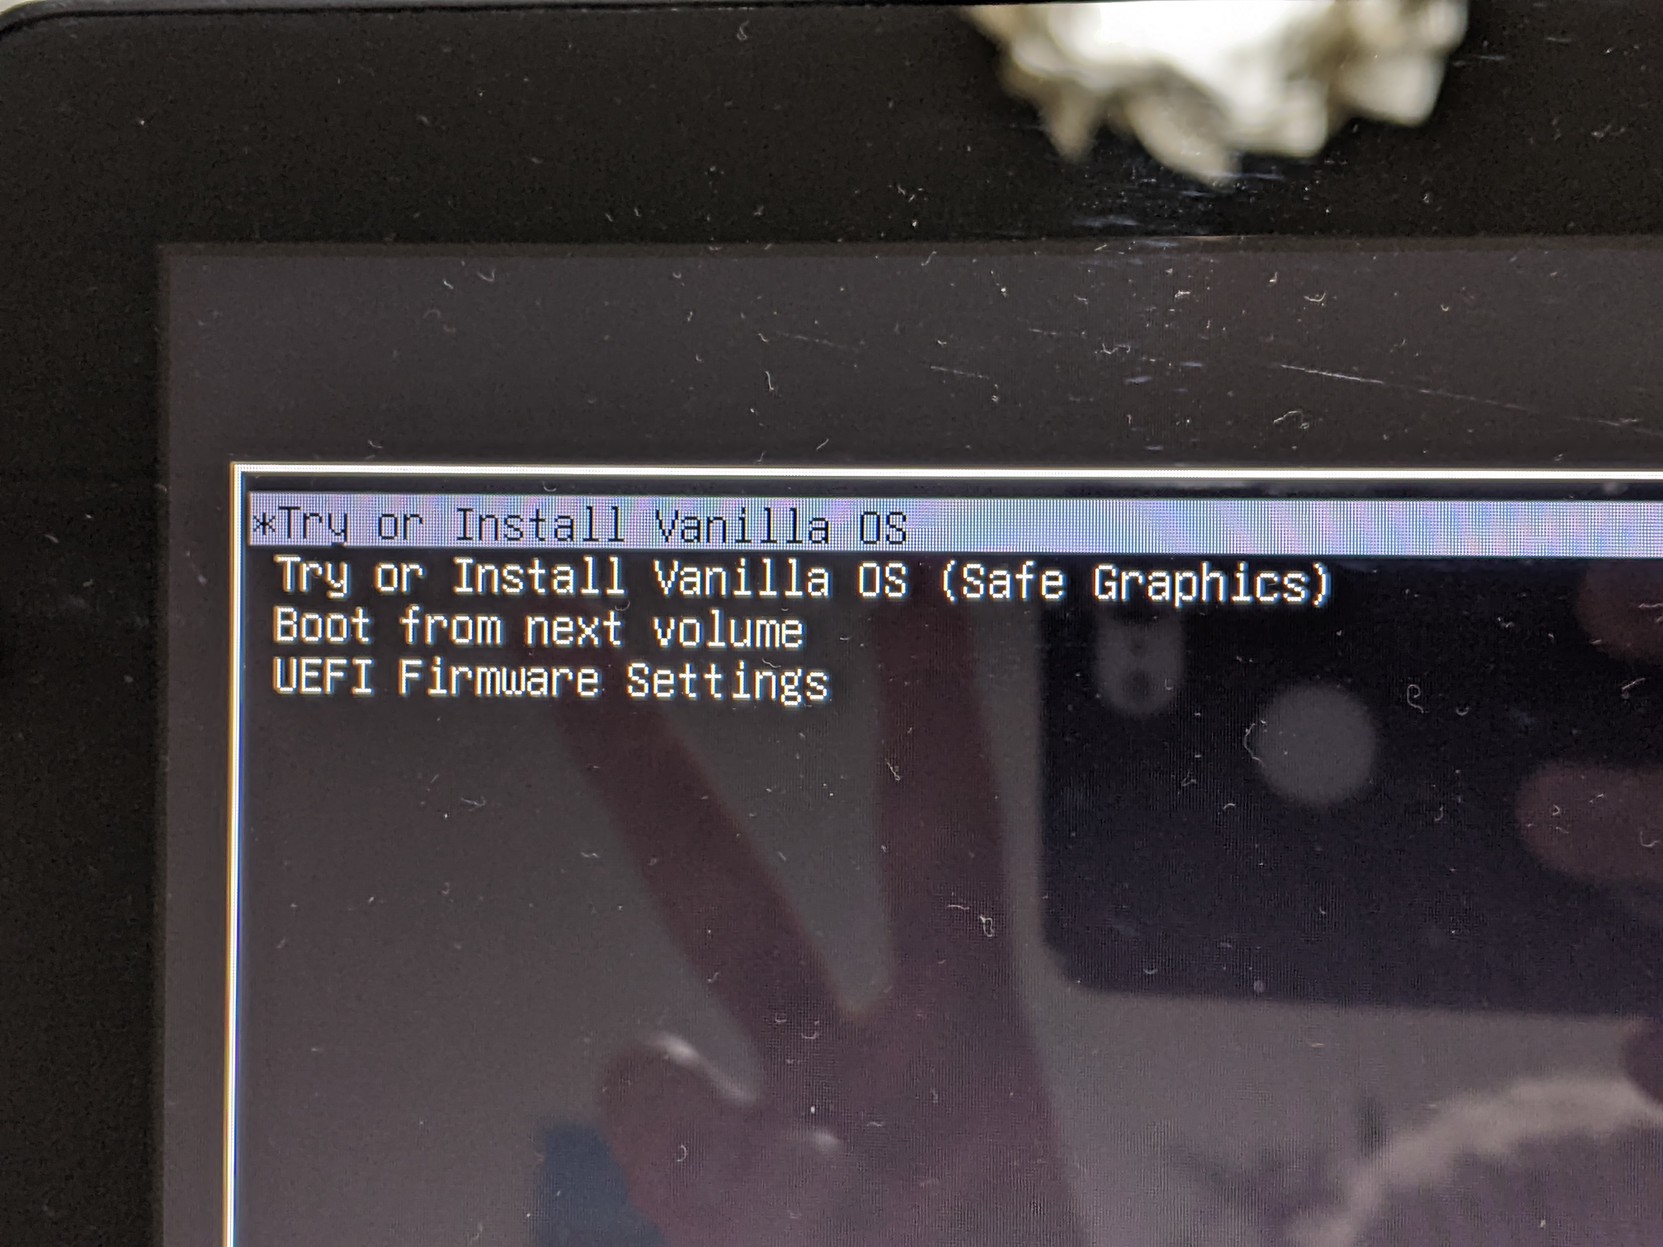 *Try or Install Vanilla OS
Try or Install Vanilla OS (Safe Graphics)
Boot from next volume
UEFI Firmware Settings